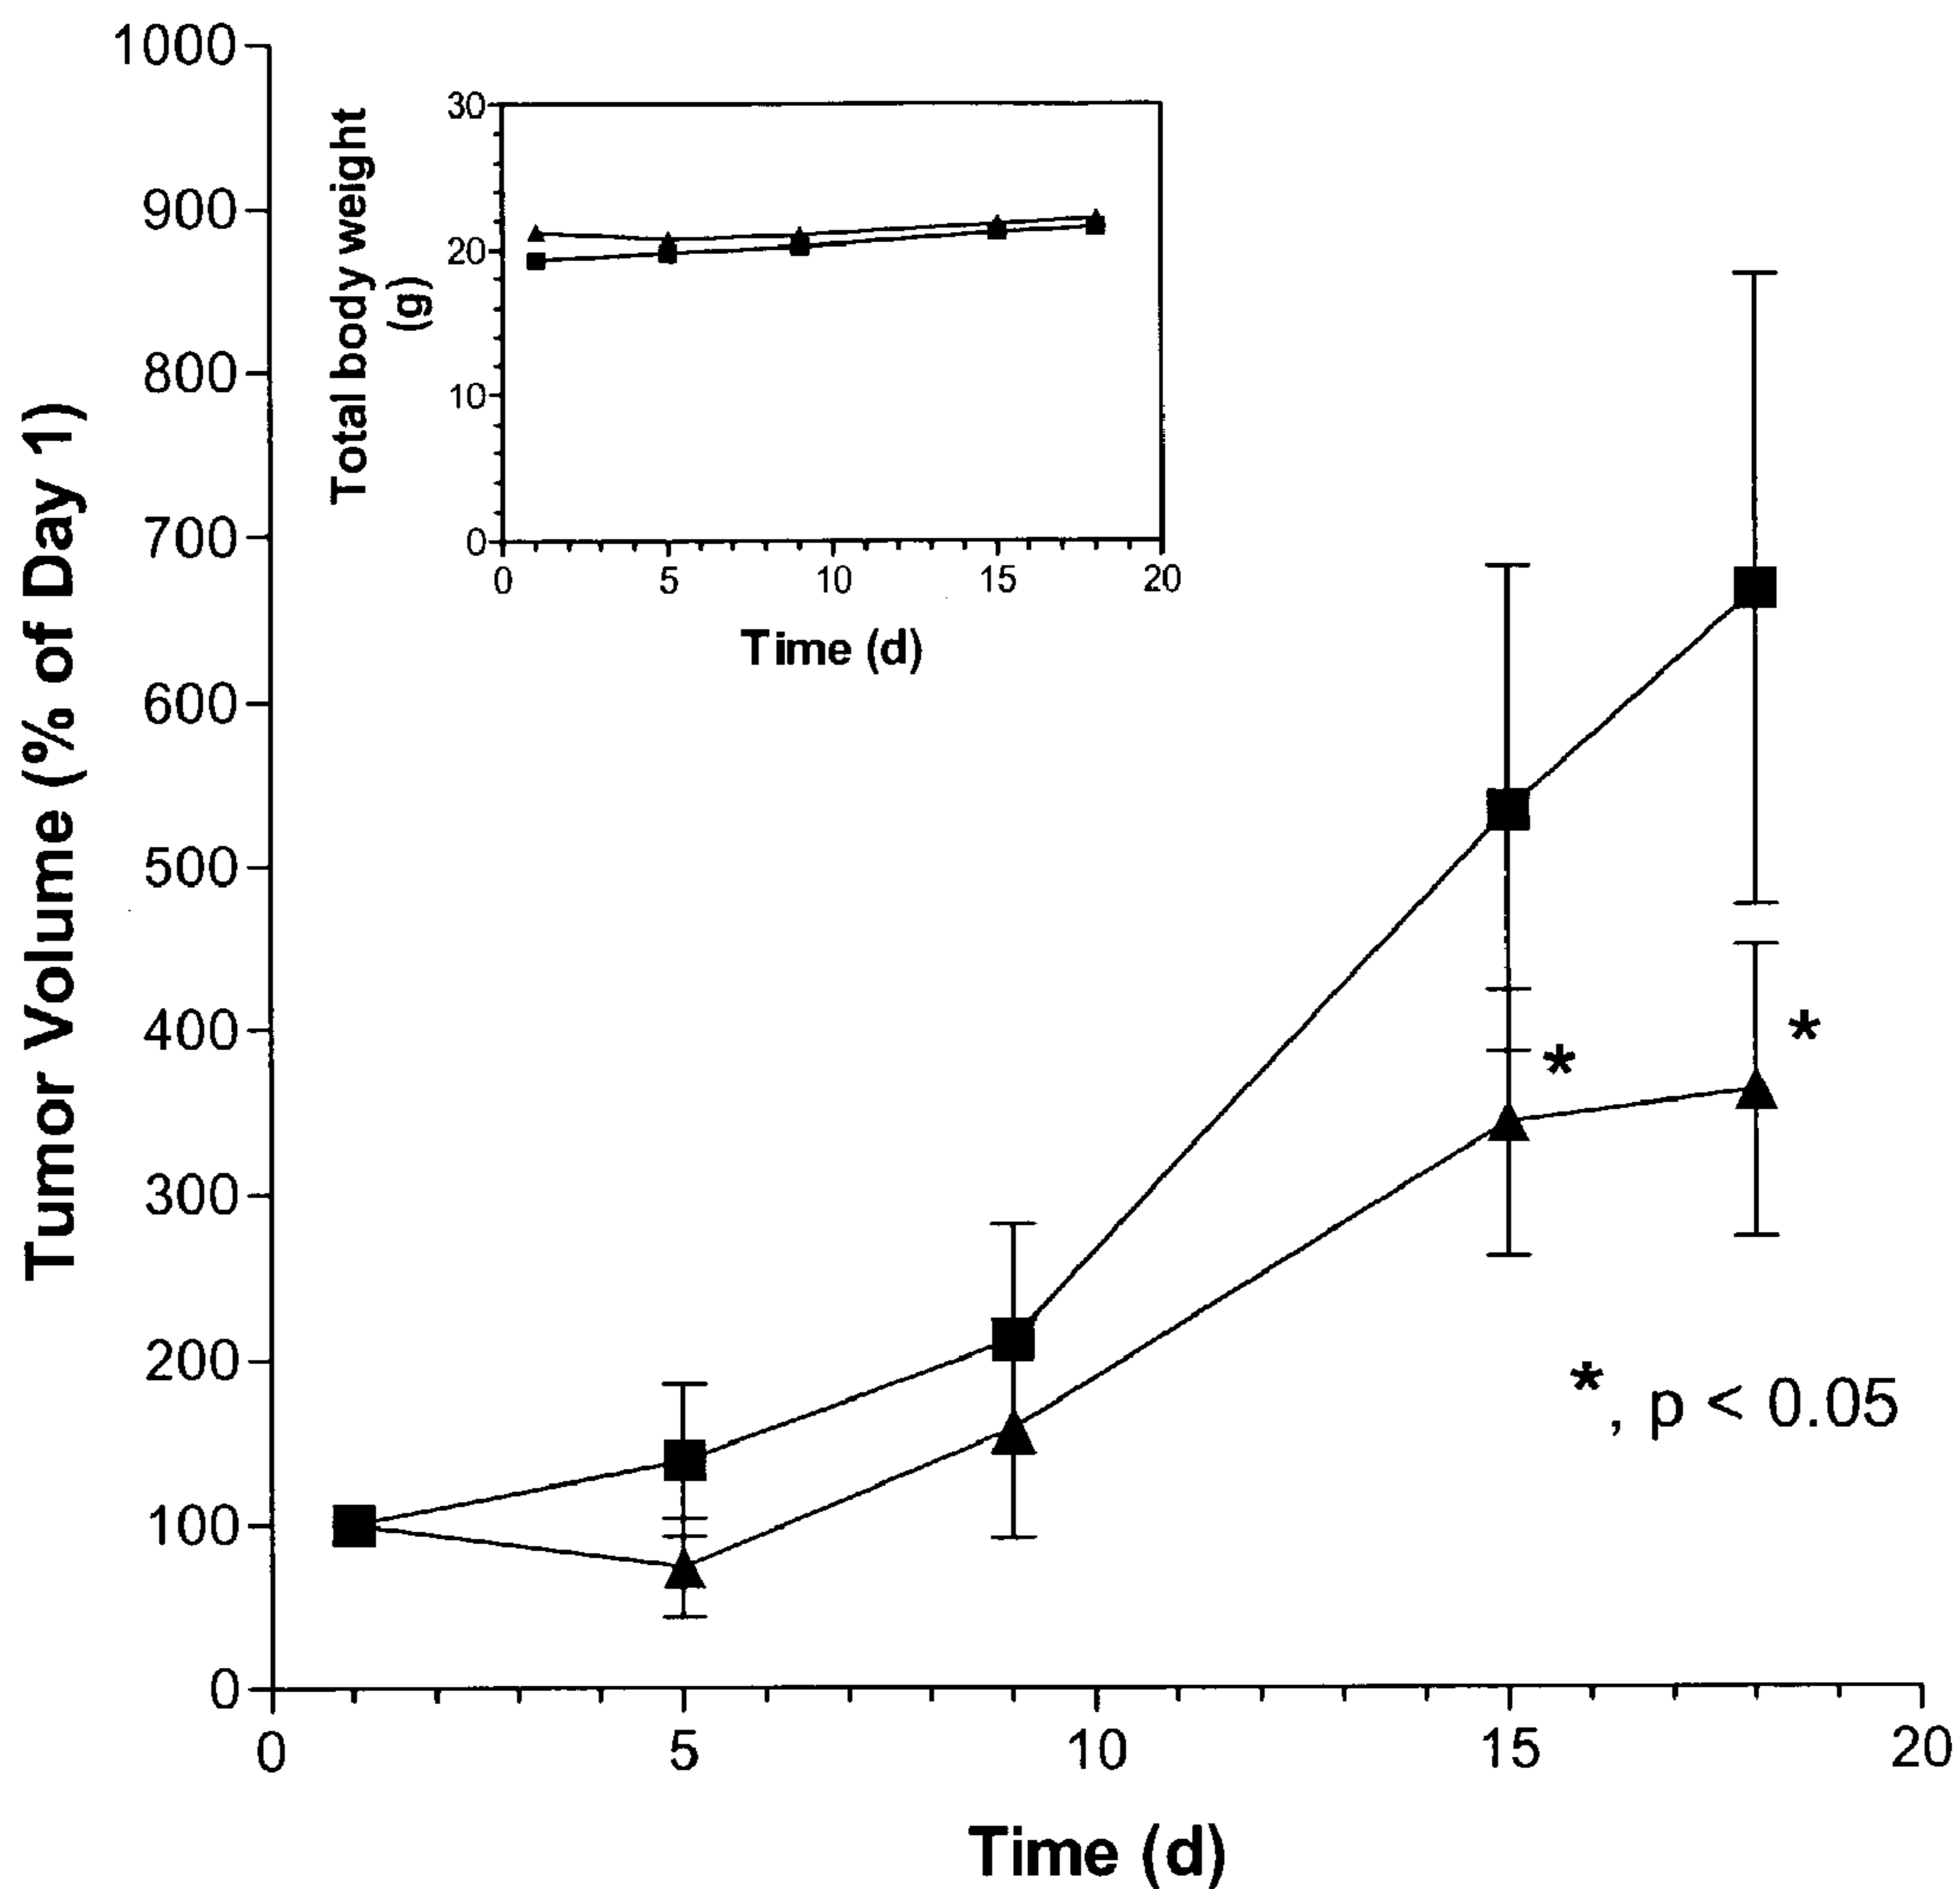 Tumor Volume (% of Day 1)
1000
900
800
700
600
500
400
300
200
100
0
0 5 10 15 20
Time (d)
Total body weight
(g)
30
20
10
0
0 5 10 15 20
Time (d)
*
*
*, p < 0.05